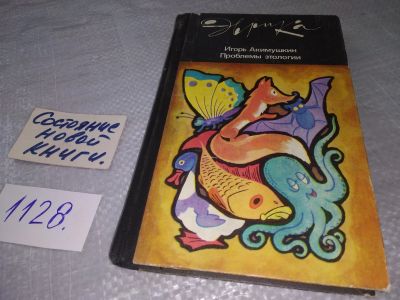 Эврика
Игорь Акимушкин
Проблемы этологии
Состояние
новой
книги.
1128.